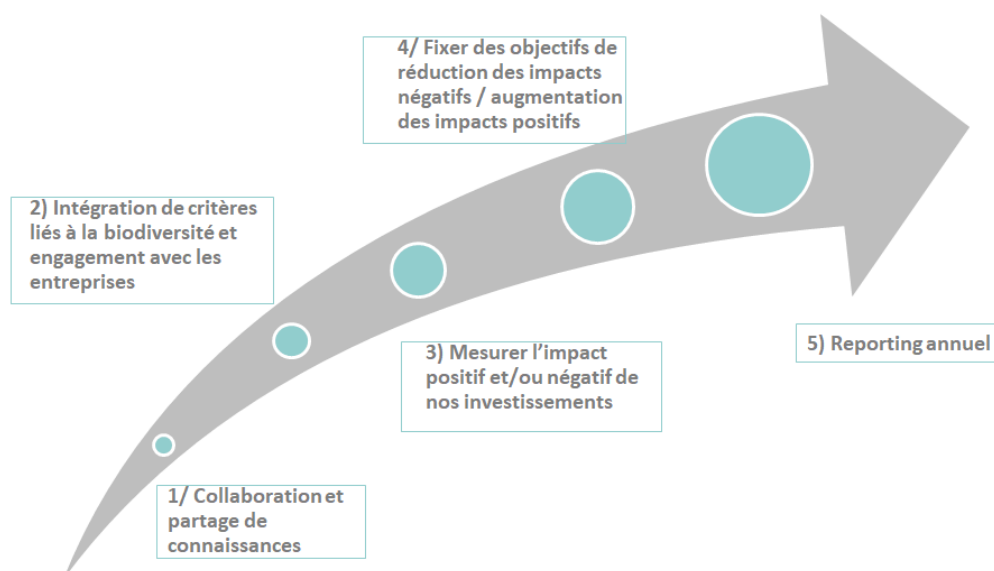 4/ Fixer des objectifs de
réduction des impacts
négatifs / augmentation
des impacts positifs
2) Intégration de critères
liés à la biodiversité et
engagement avec les
entreprises
3) Mesurer l’impact
positif et/ou négatif de
nos investissements
5) Reporting annuel
1/ Collaboration et
partage de
connaissances